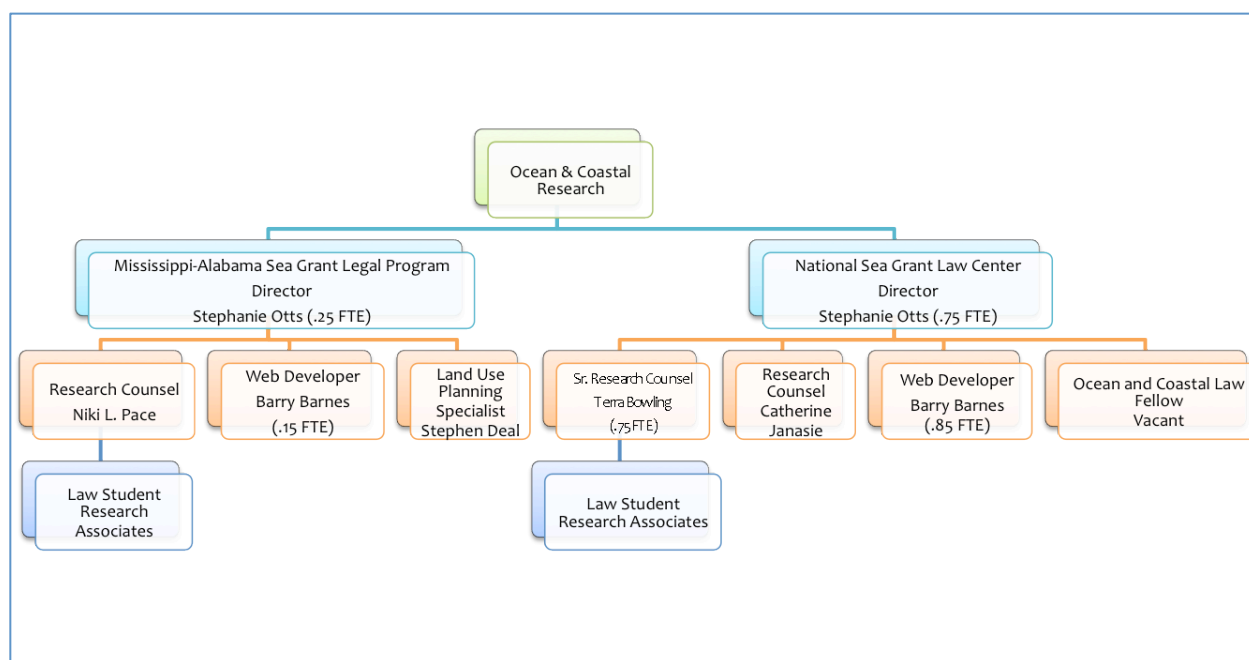 Ocean & Coastal
Research
Mississippi-Alabama Sea Grant Legal Program
Director
Stephanie Otts (.25 FTE)
National Sea Grant Law Center
Director
Stephanie Otts (.75 FTE)
Research Counsel
Niki L. Pace
Web Developer
Barry Barnes
(.15 FTE)
Land Use
Planning
Specialist
Stephen Deal
Sr. Research Counsel
Terra Bowling
(.75 FTE)
Research
Counsel
Catherine
Janasie
Web Developer
Barry Barnes
(.85 FTE)
Ocean and Coastal Law
Fellow
Vacant
Law Student
Research
Associates
Law Student
Research Associates